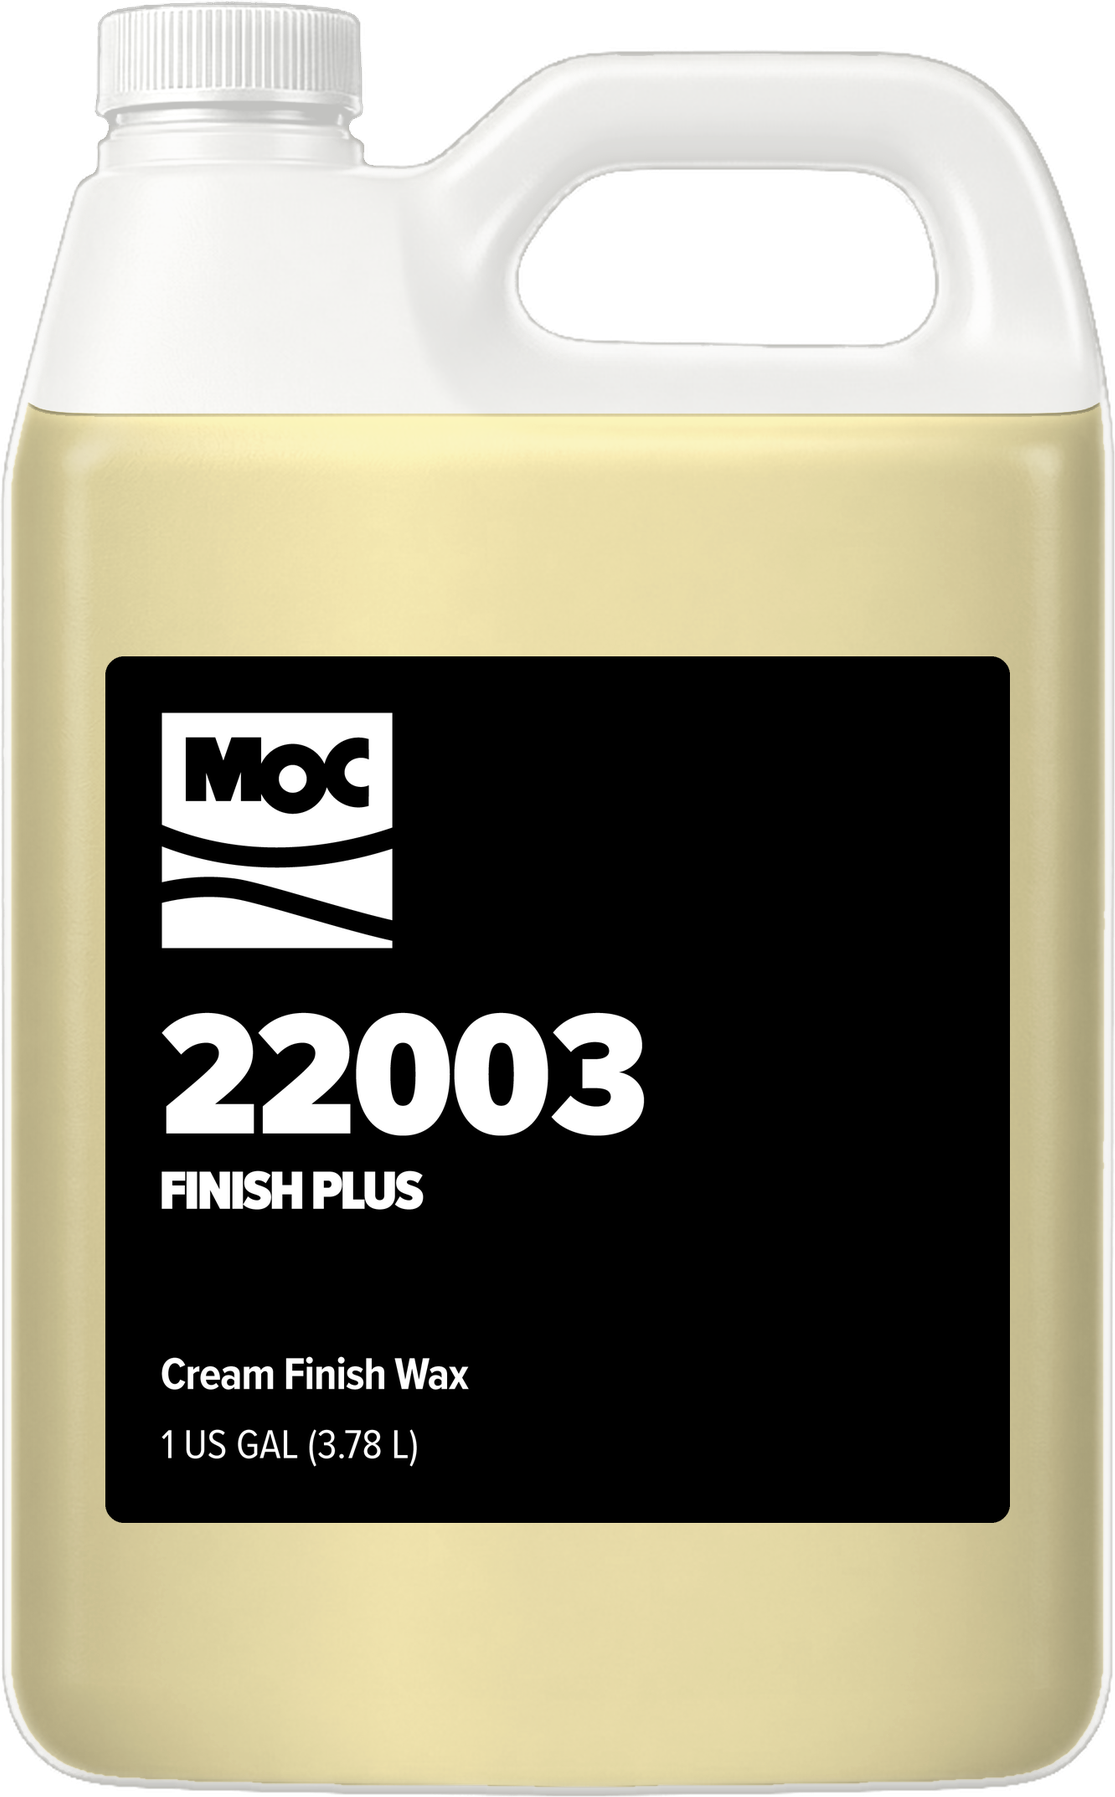 MOC
22003
FINISH PLUS
Cream Finish Wax
1 US GAL (3.78 L)